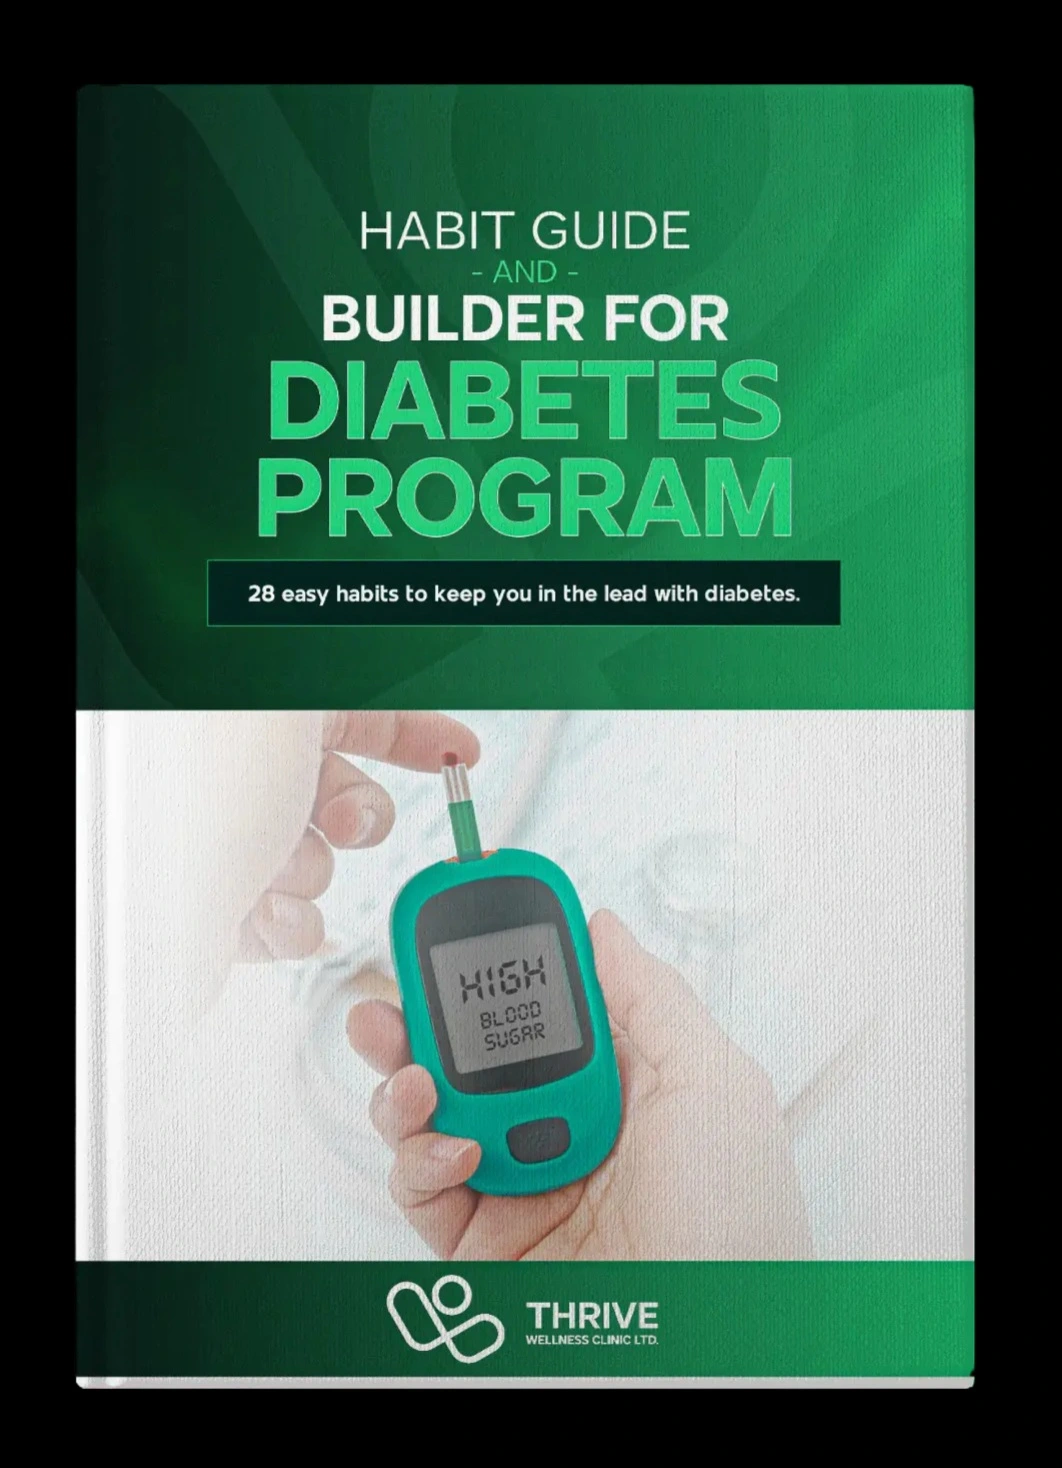 HABIT GUIDE
- AND -
BUILDER FOR
DIABETES
PROGRAM
28 easy habits to keep you in the lead with diabetes.
HIGH
BLOOD
SUGAR
THRIVE
WELLNESS CLINIC LTD.